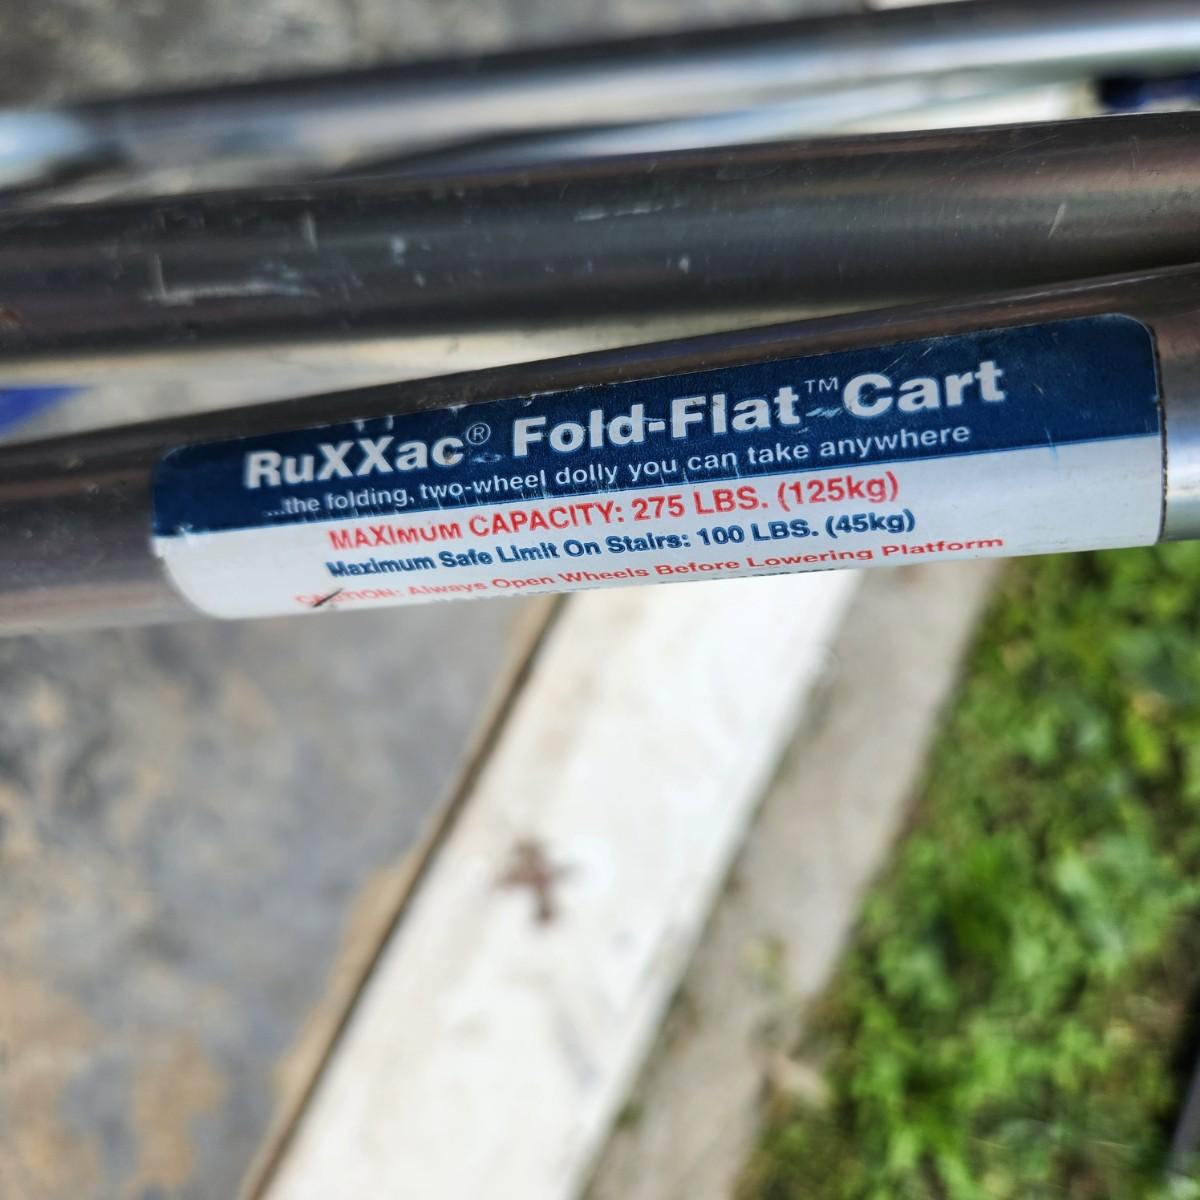 RuXXac® Fold-Flat™ Cart
...the folding, two-wheel dolly you can take anywhere
MAXIMUM CAPACITY: 275 LBS. (125kg)
Maximum Safe Limit On Stairs: 100 LBS. (45kg)
CAUTION: Always Open Wheels Before Lowering Platform